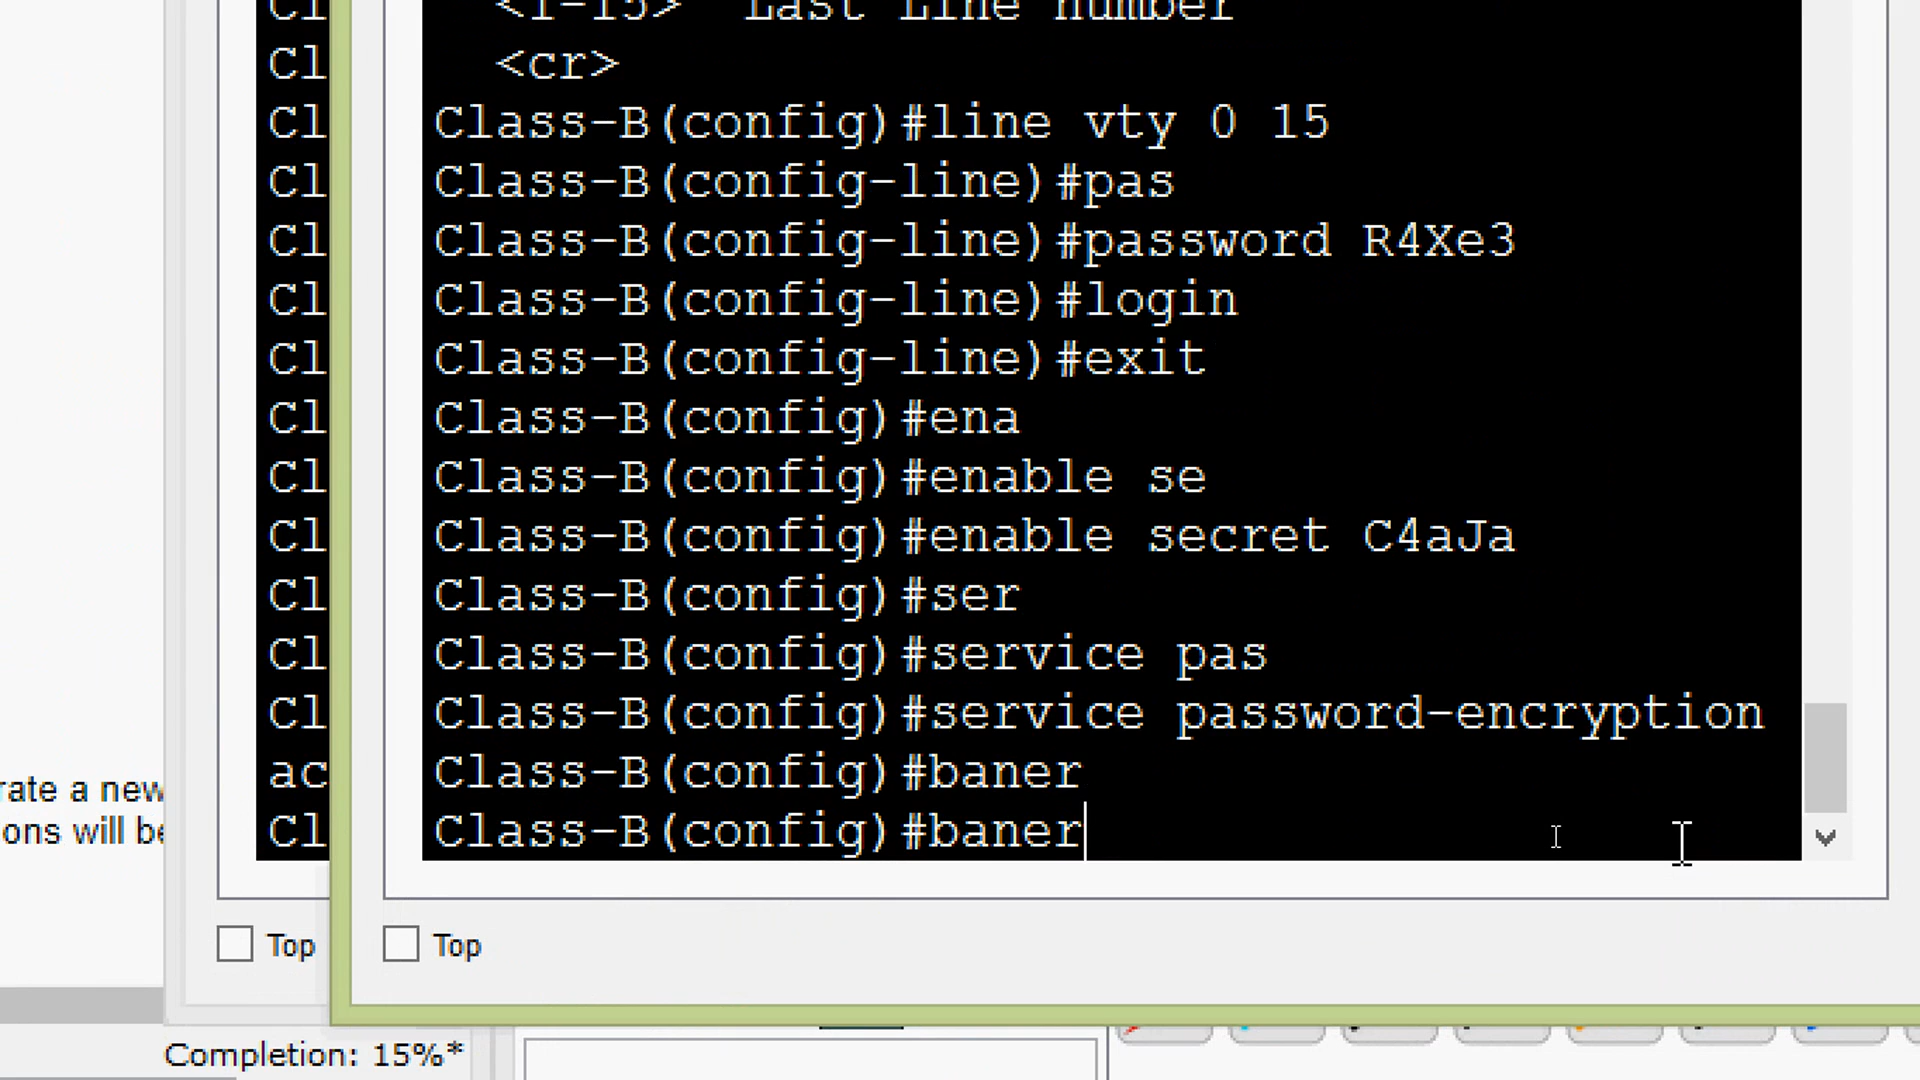 Cl
<1-15> Last Line number
Cl
<cr>
Cl
Class-B(config)#line vty 0 15
Cl
Class-B(config-line)#pas
Cl
Class-B(config-line)#password R4Xe3
Cl
Class-B(config-line)#login
Cl
Class-B(config-line)#exit
Cl
Class-B(config)#ena
Cl
Class-B(config)#enable se
Cl
Class-B(config)#enable secret C4aJa
Cl
Class-B(config)#ser
Cl
Class-B(config)#service pas
Cl
Class-B(config)#service password-encryption
ac
Class-B(config)#baner
Cl
Class-B(config)#baner
rate a new
ons will be
Top
Top
Completion: 15%*